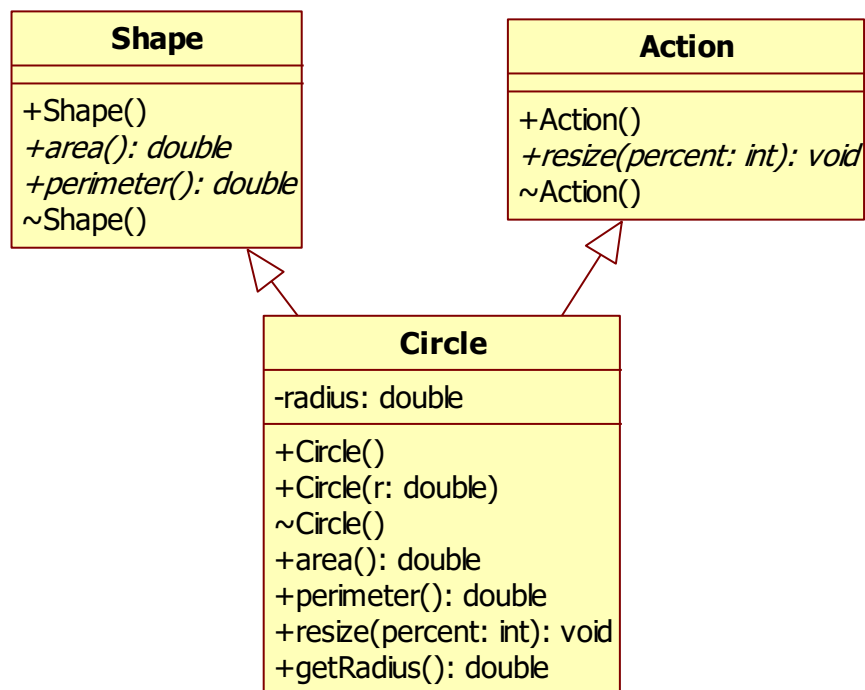 Shape
+Shape()
+area(): double
+perimeter(): double
~Shape()
Action
+Action()
+resize(percent: int): void
~Action()
Circle
-radius: double
+Circle()
+Circle(r: double)
~Circle()
+area(): double
+perimeter(): double
+resize(percent: int): void
+getRadius(): double